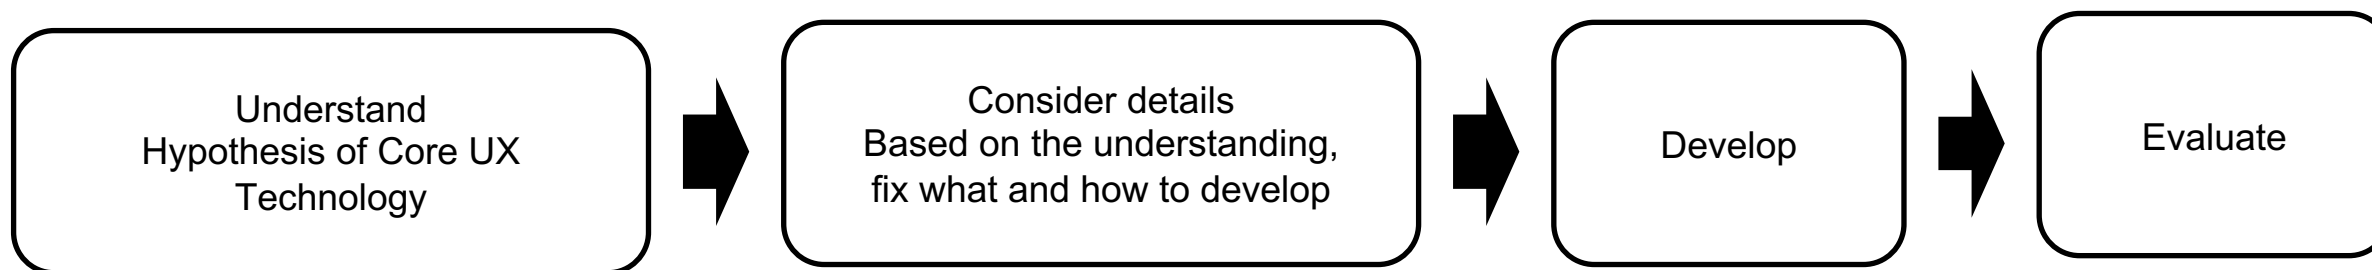 Understand
Hypothesis of Core UX
Technology
Consider details
Based on the understanding,
fix what and how to develop
Develop
Evaluate